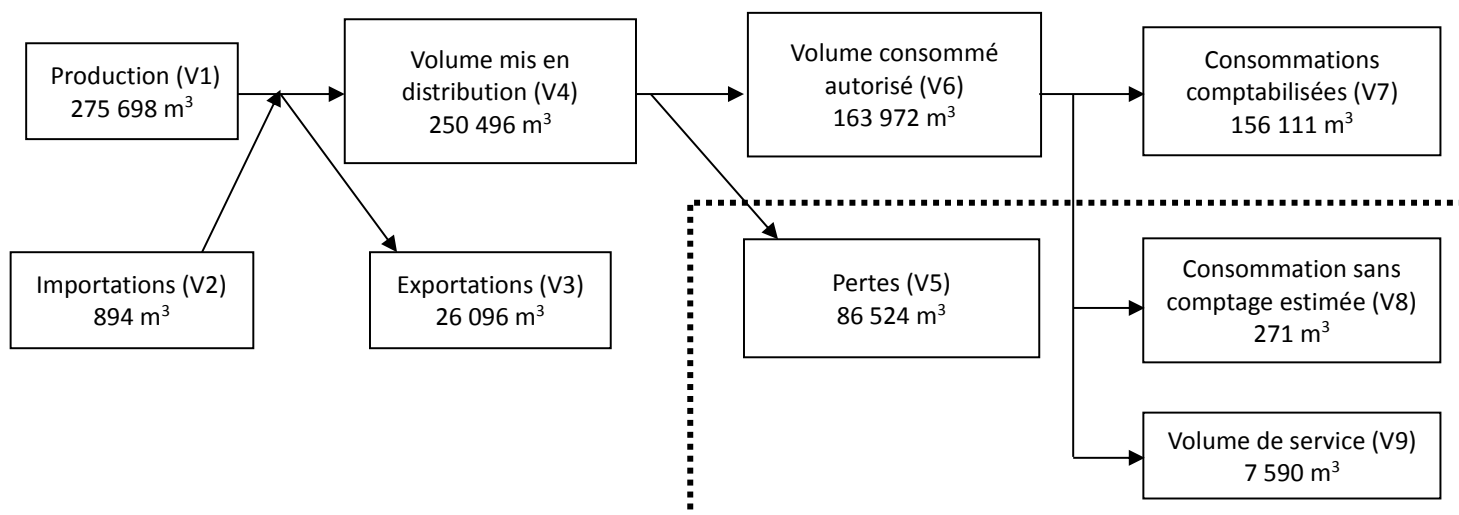 Production (V1)
275 698 m³
Volume mis en
distribution (V4)
250 496 m³
Volume consommé
autorisé (V6)
163 972 m³
Consommations
comptabilisées (V7)
156 111 m³
Importations (V2)
894 m³
Exportations (V3)
26 096 m³
Pertes (V5)
86 524 m³
Consommation sans
comptage estimée (V8)
271 m³
Volume de service (V9)
7 590 m³